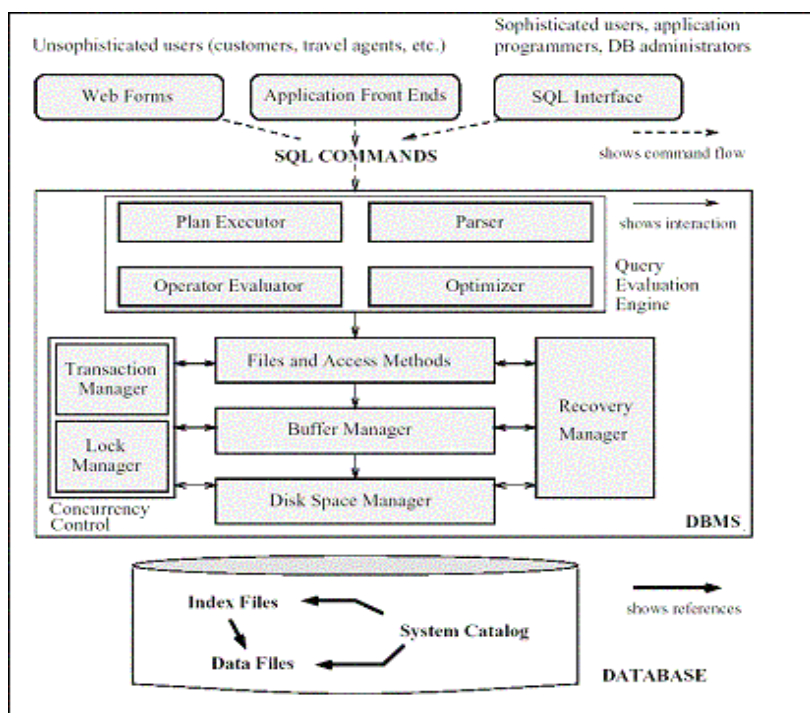 Unsophisticated users (customers, travel agents, etc.)
Sophisticated users, application
programmers, DB administrators
Web Forms
Application Front Ends
SQL Interface
SQL COMMANDS
shows command flow
Plan Executor
Parser
shows interaction
Operator Evaluator
Optimizer
Query
Evaluation
Engine
Transaction
Manager
Files and Access Methods
Recovery
Manager
Lock
Manager
Buffer Manager
Disk Space Manager
Concurrency
Control
DBMS
Index Files
System Catalog
Data Files
shows references
DATABASE